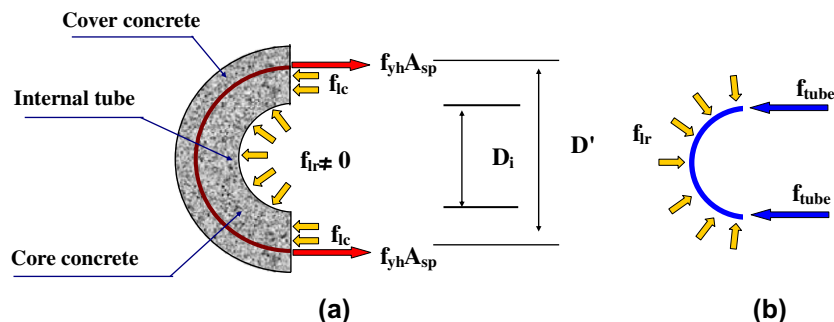 Cover concrete
Internal tube
Core concrete
fyhAsp
flc
flr≠0
flc
fyhAsp
Di
D'
(a)
flr
ftube
ftube
(b)